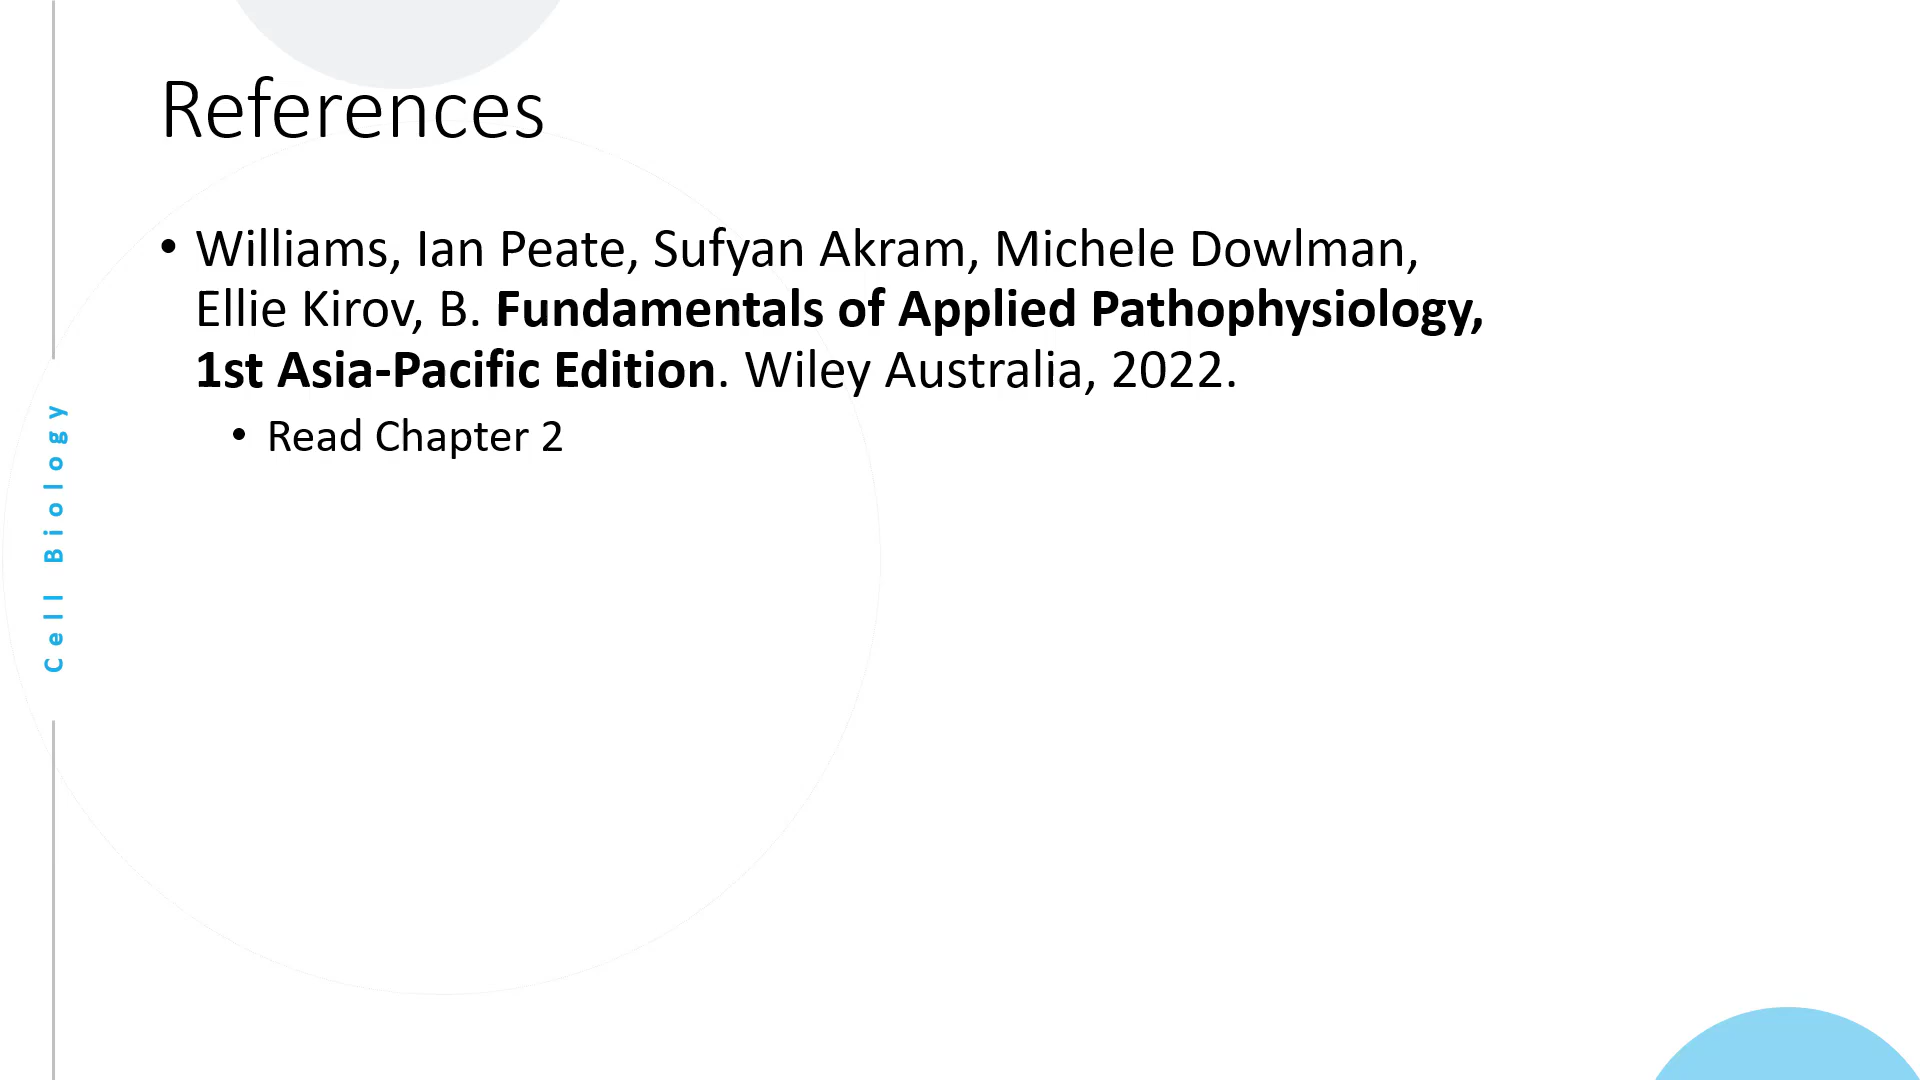 References
• Williams, Ian Peate, Sufyan Akram, Michele Dowlman,
Ellie Kirov, B. Fundamentals of Applied Pathophysiology,
1st Asia-Pacific Edition. Wiley Australia, 2022.
• Read Chapter 2
Cell Biology